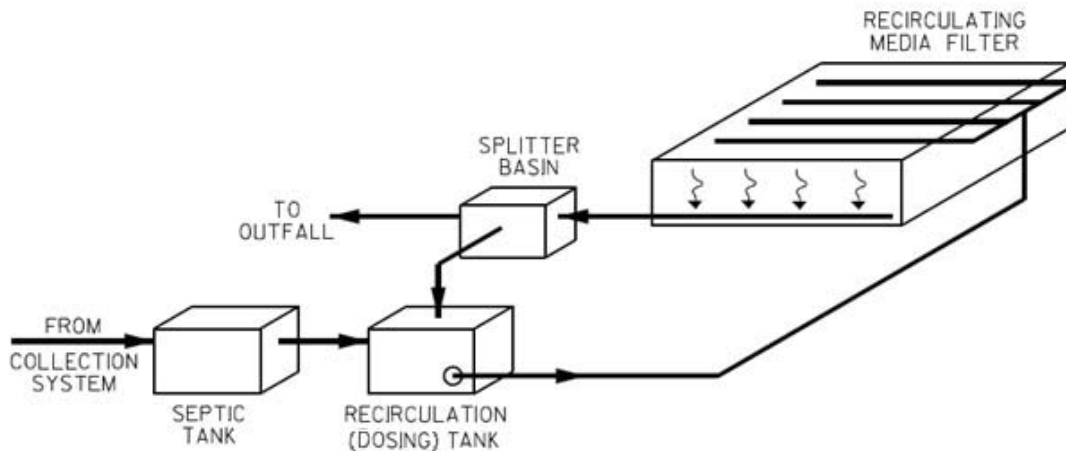 RECIRCULATING
MEDIA FILTER
SPLITTER
BASIN
TO
OUTFALL
FROM
COLLECTION
SYSTEM
SEPTIC
TANK
RECIRCULATION
(DOSING) TANK